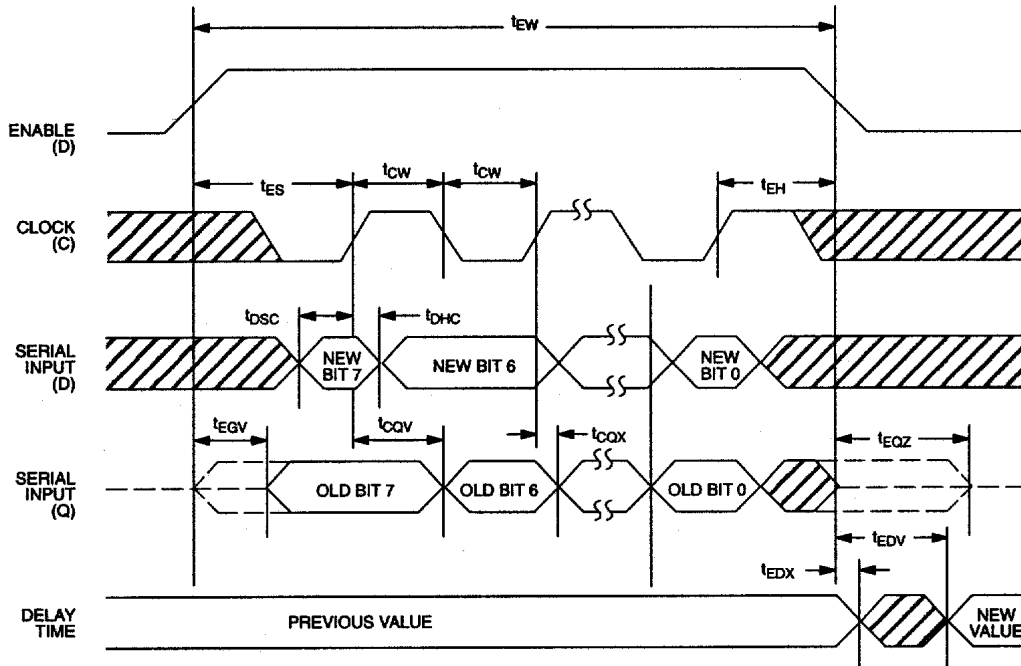 tEW
ENABLE
(D)
tES
tCW
tCW
tEH
CLOCK
(C)
tDSC
tDHC
SERIAL
INPUT
(D)
NEW
BIT 7
NEW BIT 6
NEW
BIT 0
tEGV
tCQV
tCQX
tEQZ
SERIAL
INPUT
(Q)
OLD BIT 7
OLD BIT 6
OLD BIT 0
tEDV
tEDX
DELAY
TIME
PREVIOUS VALUE
NEW
VALUE